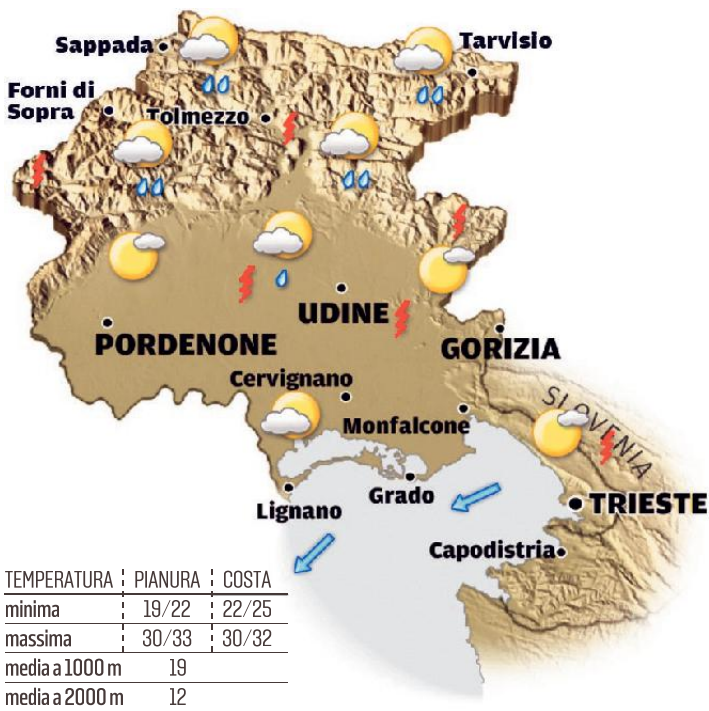 Sappada
Tarvisio
Forni di
Sopra
Tolmezzo
UDINE
PORDENONE
GORIZIA
Cervignano
SLOVENIA
Monfalcone
Lignano
Grado
TRIESTE
Capodistria
TEMPERATURA PIANURA COSTA
minima 19/22 22/25
massima 30/33 30/32
media a 1000 m 19
media a 2000 m 12